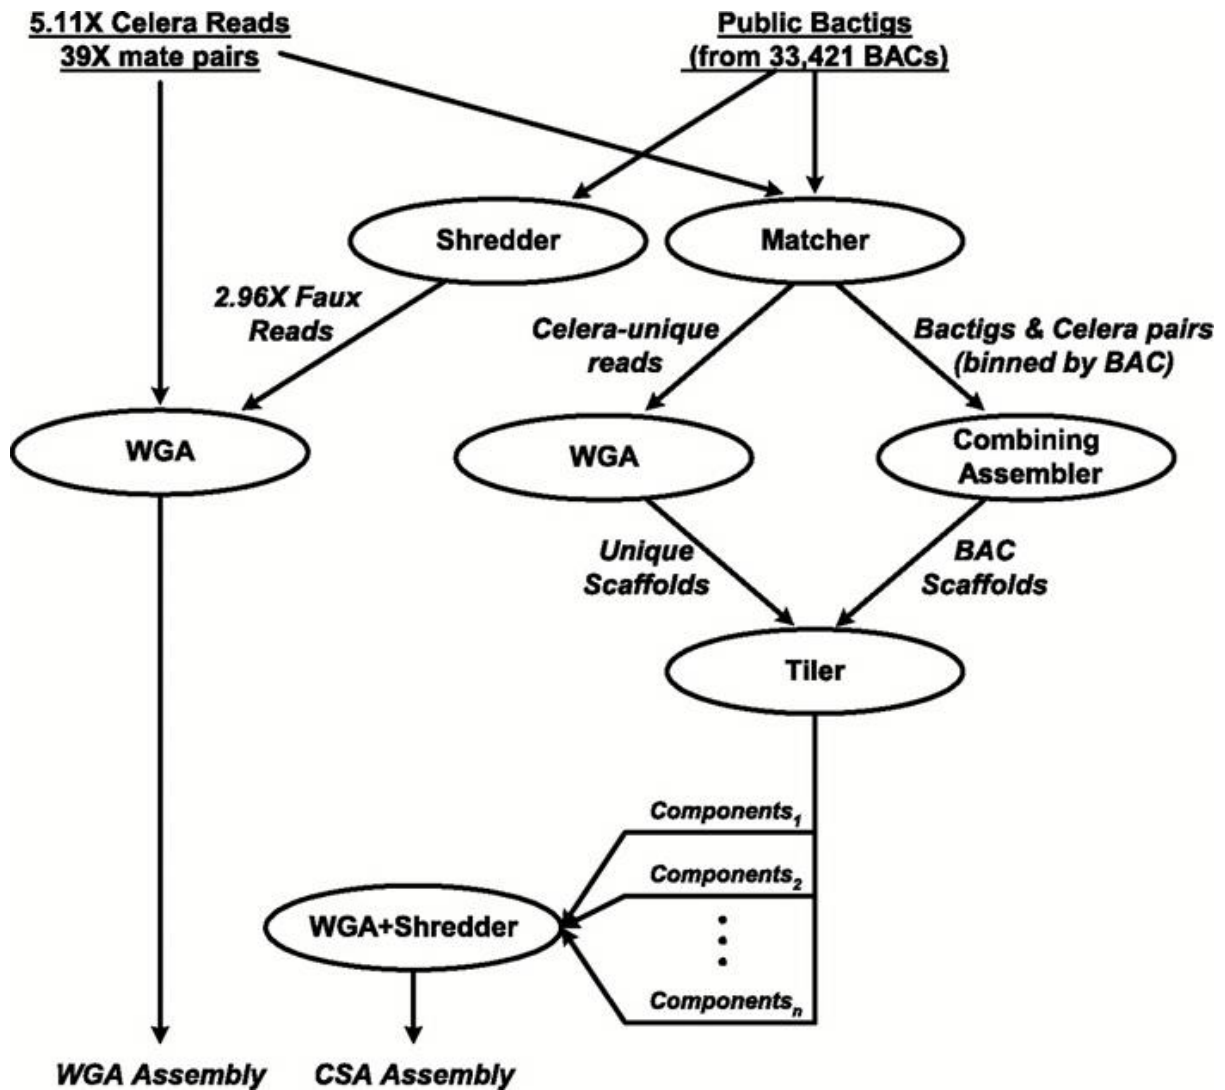 5.11X Celera Reads
39X mate pairs
Public Bactigs
(from 33,421 BACs)
Shredder
Matcher
2.96X Faux
Reads
Celera-unique
reads
Bactigs & Celera pairs
(binned by BAC)
WGA
WGA
Combining
Assembler
Unique
Scaffolds
BAC
Scaffolds
Tiler
Components1
Components2
WGA+Shredder
Componentsn
WGA Assembly
CSA Assembly